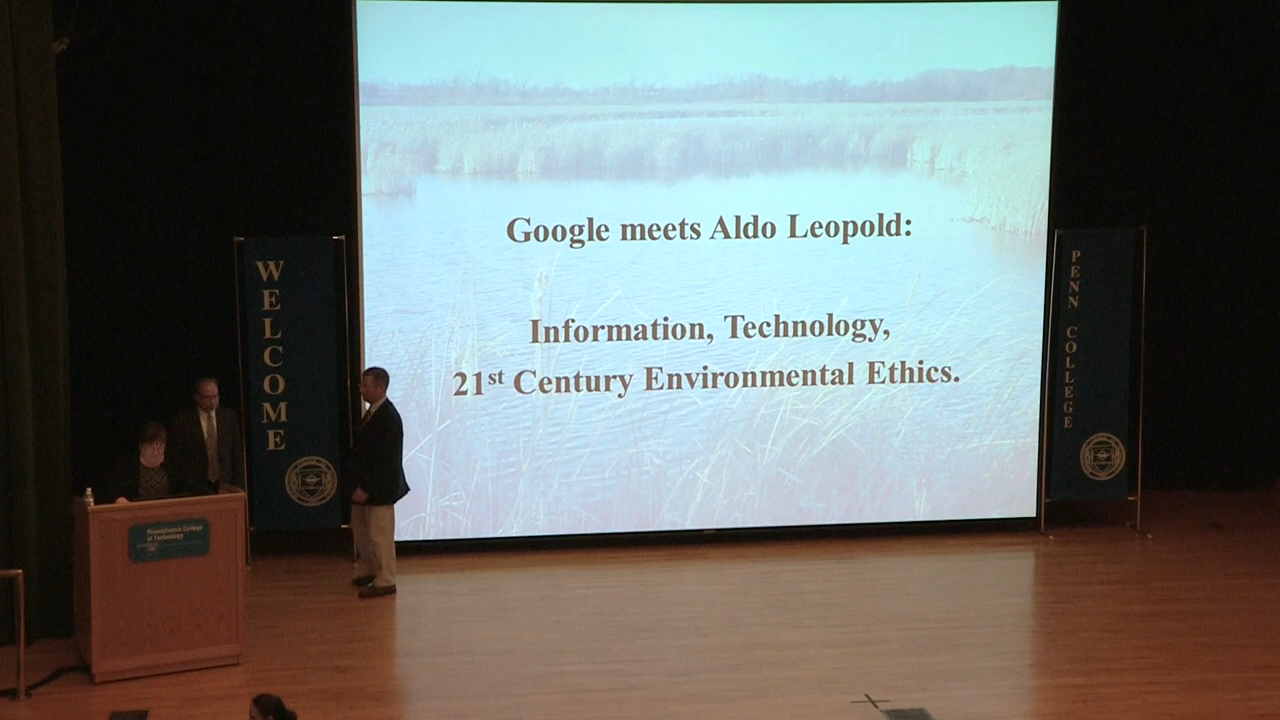 Google meets Aldo Leopold:
Information, Technology,
21st Century Environmental Ethics.
WELCOME
PENN COLLEGE
Pennsylvania College
of Technology